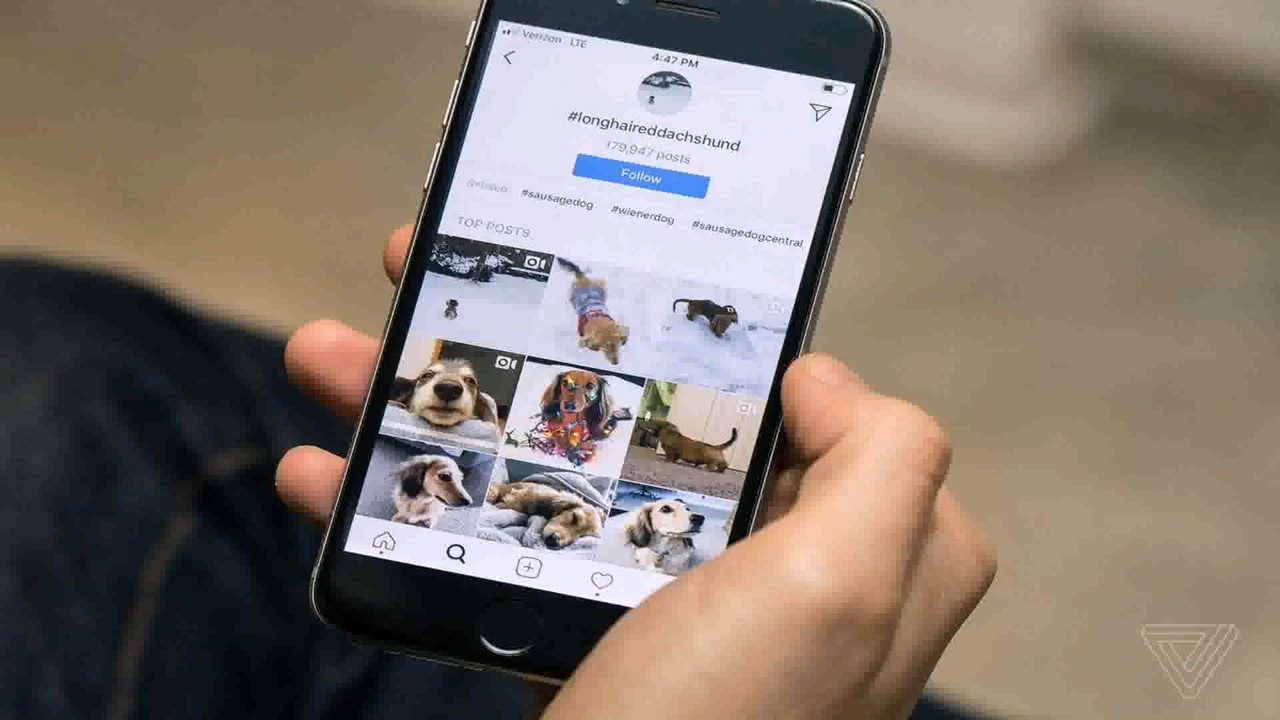 Verizon LTE
4:47 PM
#longhaireddachshund
179,947 posts
Follow
#sausagedog #wienerdog #sausagedogcentral
TOP POSTS